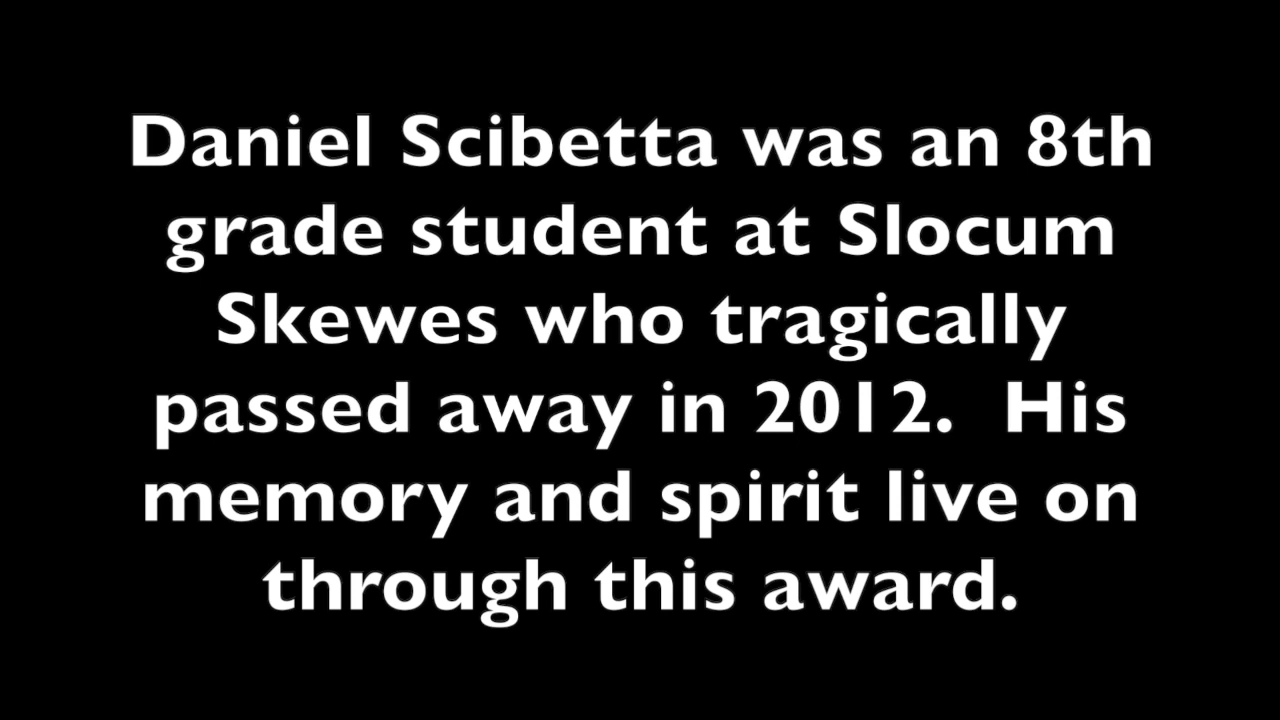 Daniel Scibetta was an 8th
grade student at Slocum
Skewes who tragically
passed away in 2012.  His
memory and spirit live on
through this award.